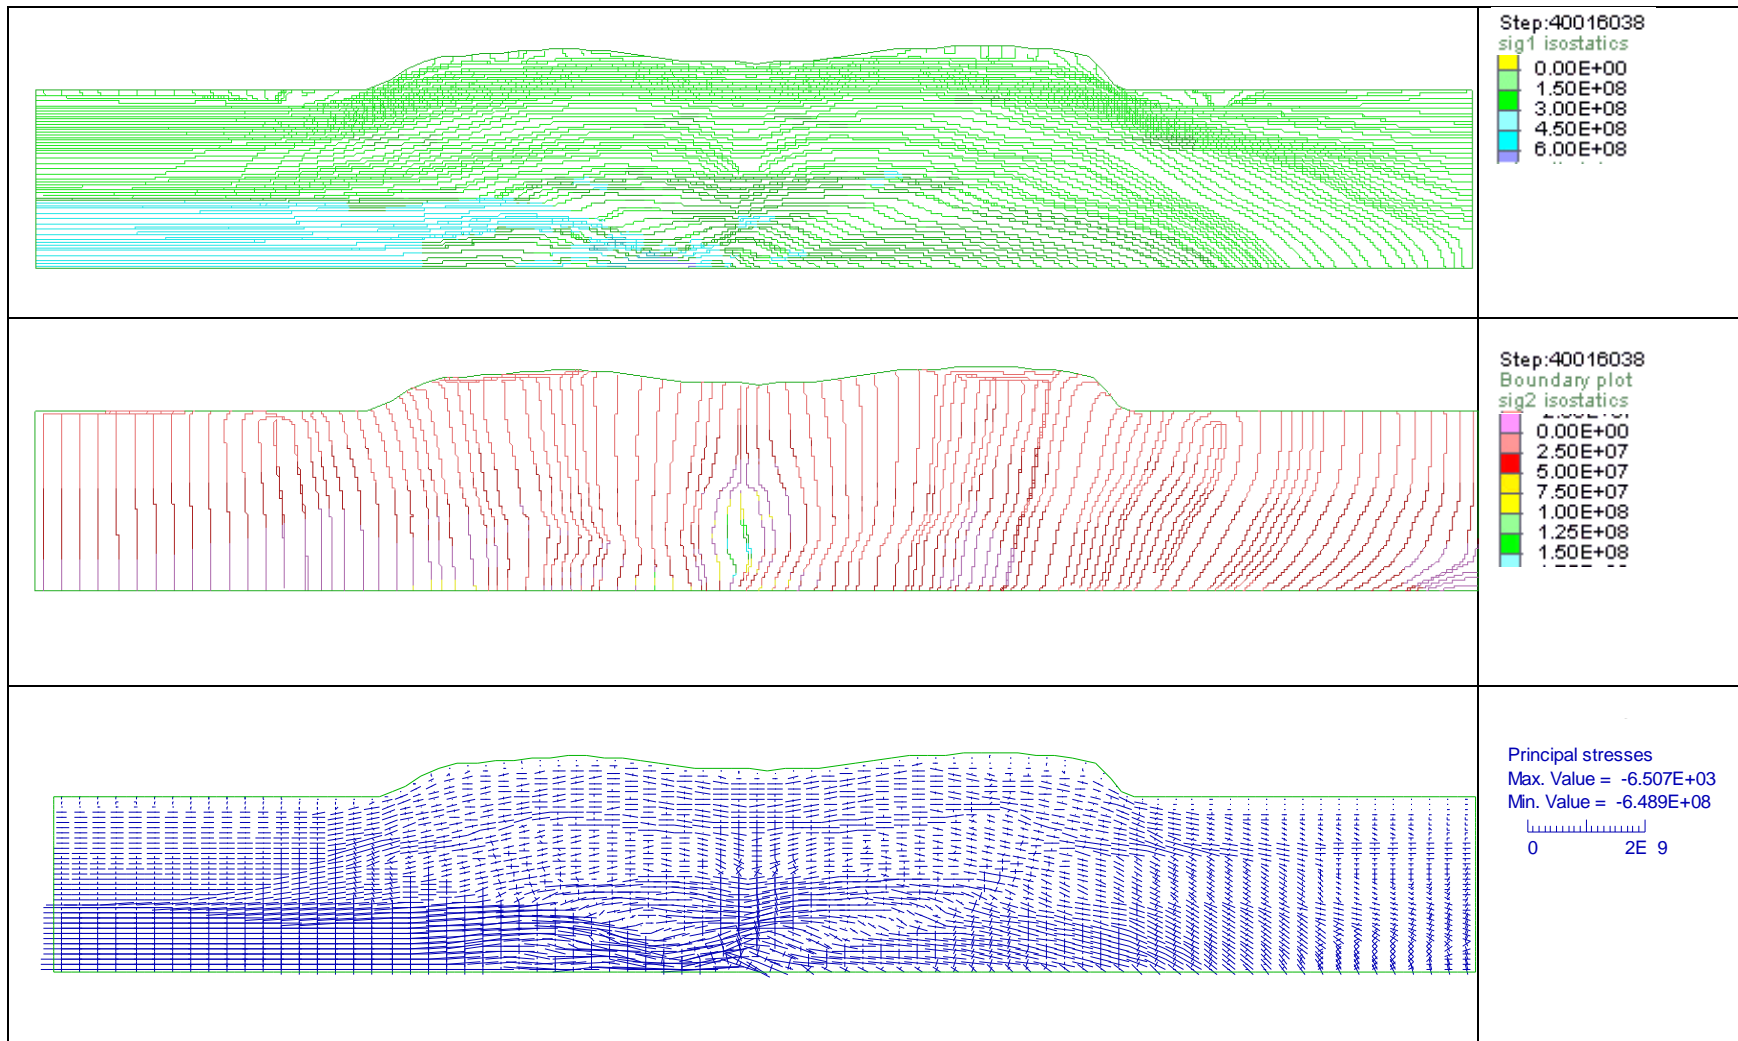 Step:40016038
sig1 isostatics
0.00E+00
1.50E+08
3.00E+08
4.50E+08
6.00E+08
Step:40016038
Boundary plot
sig2 isostatics
0.00E+00
2.50E+07
5.00E+07
7.50E+07
1.00E+08
1.25E+08
1.50E+08
Principal stresses
Max. Value = -6.507E+03
Min. Value = -6.489E+08
0 2E 9